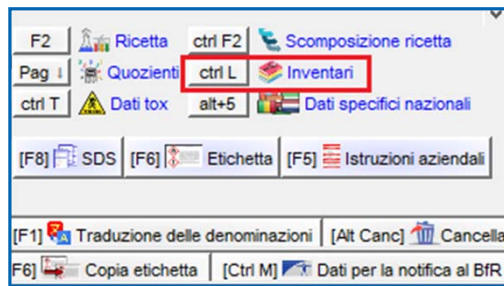 F2 Ricetta ctrl F2 Scomposizione ricetta
Pag ↓ Quozienti ctrl L Inventari
ctrl T Dati tox alt+5 Dati specifici nazionali
[F8] SDS [F6] Etichetta [F5] Istruzioni aziendali
[F1] Traduzione delle denominazioni [Alt Canc] Cancella
F6] Copia etichetta [Ctrl M] Dati per la notifica al BfR